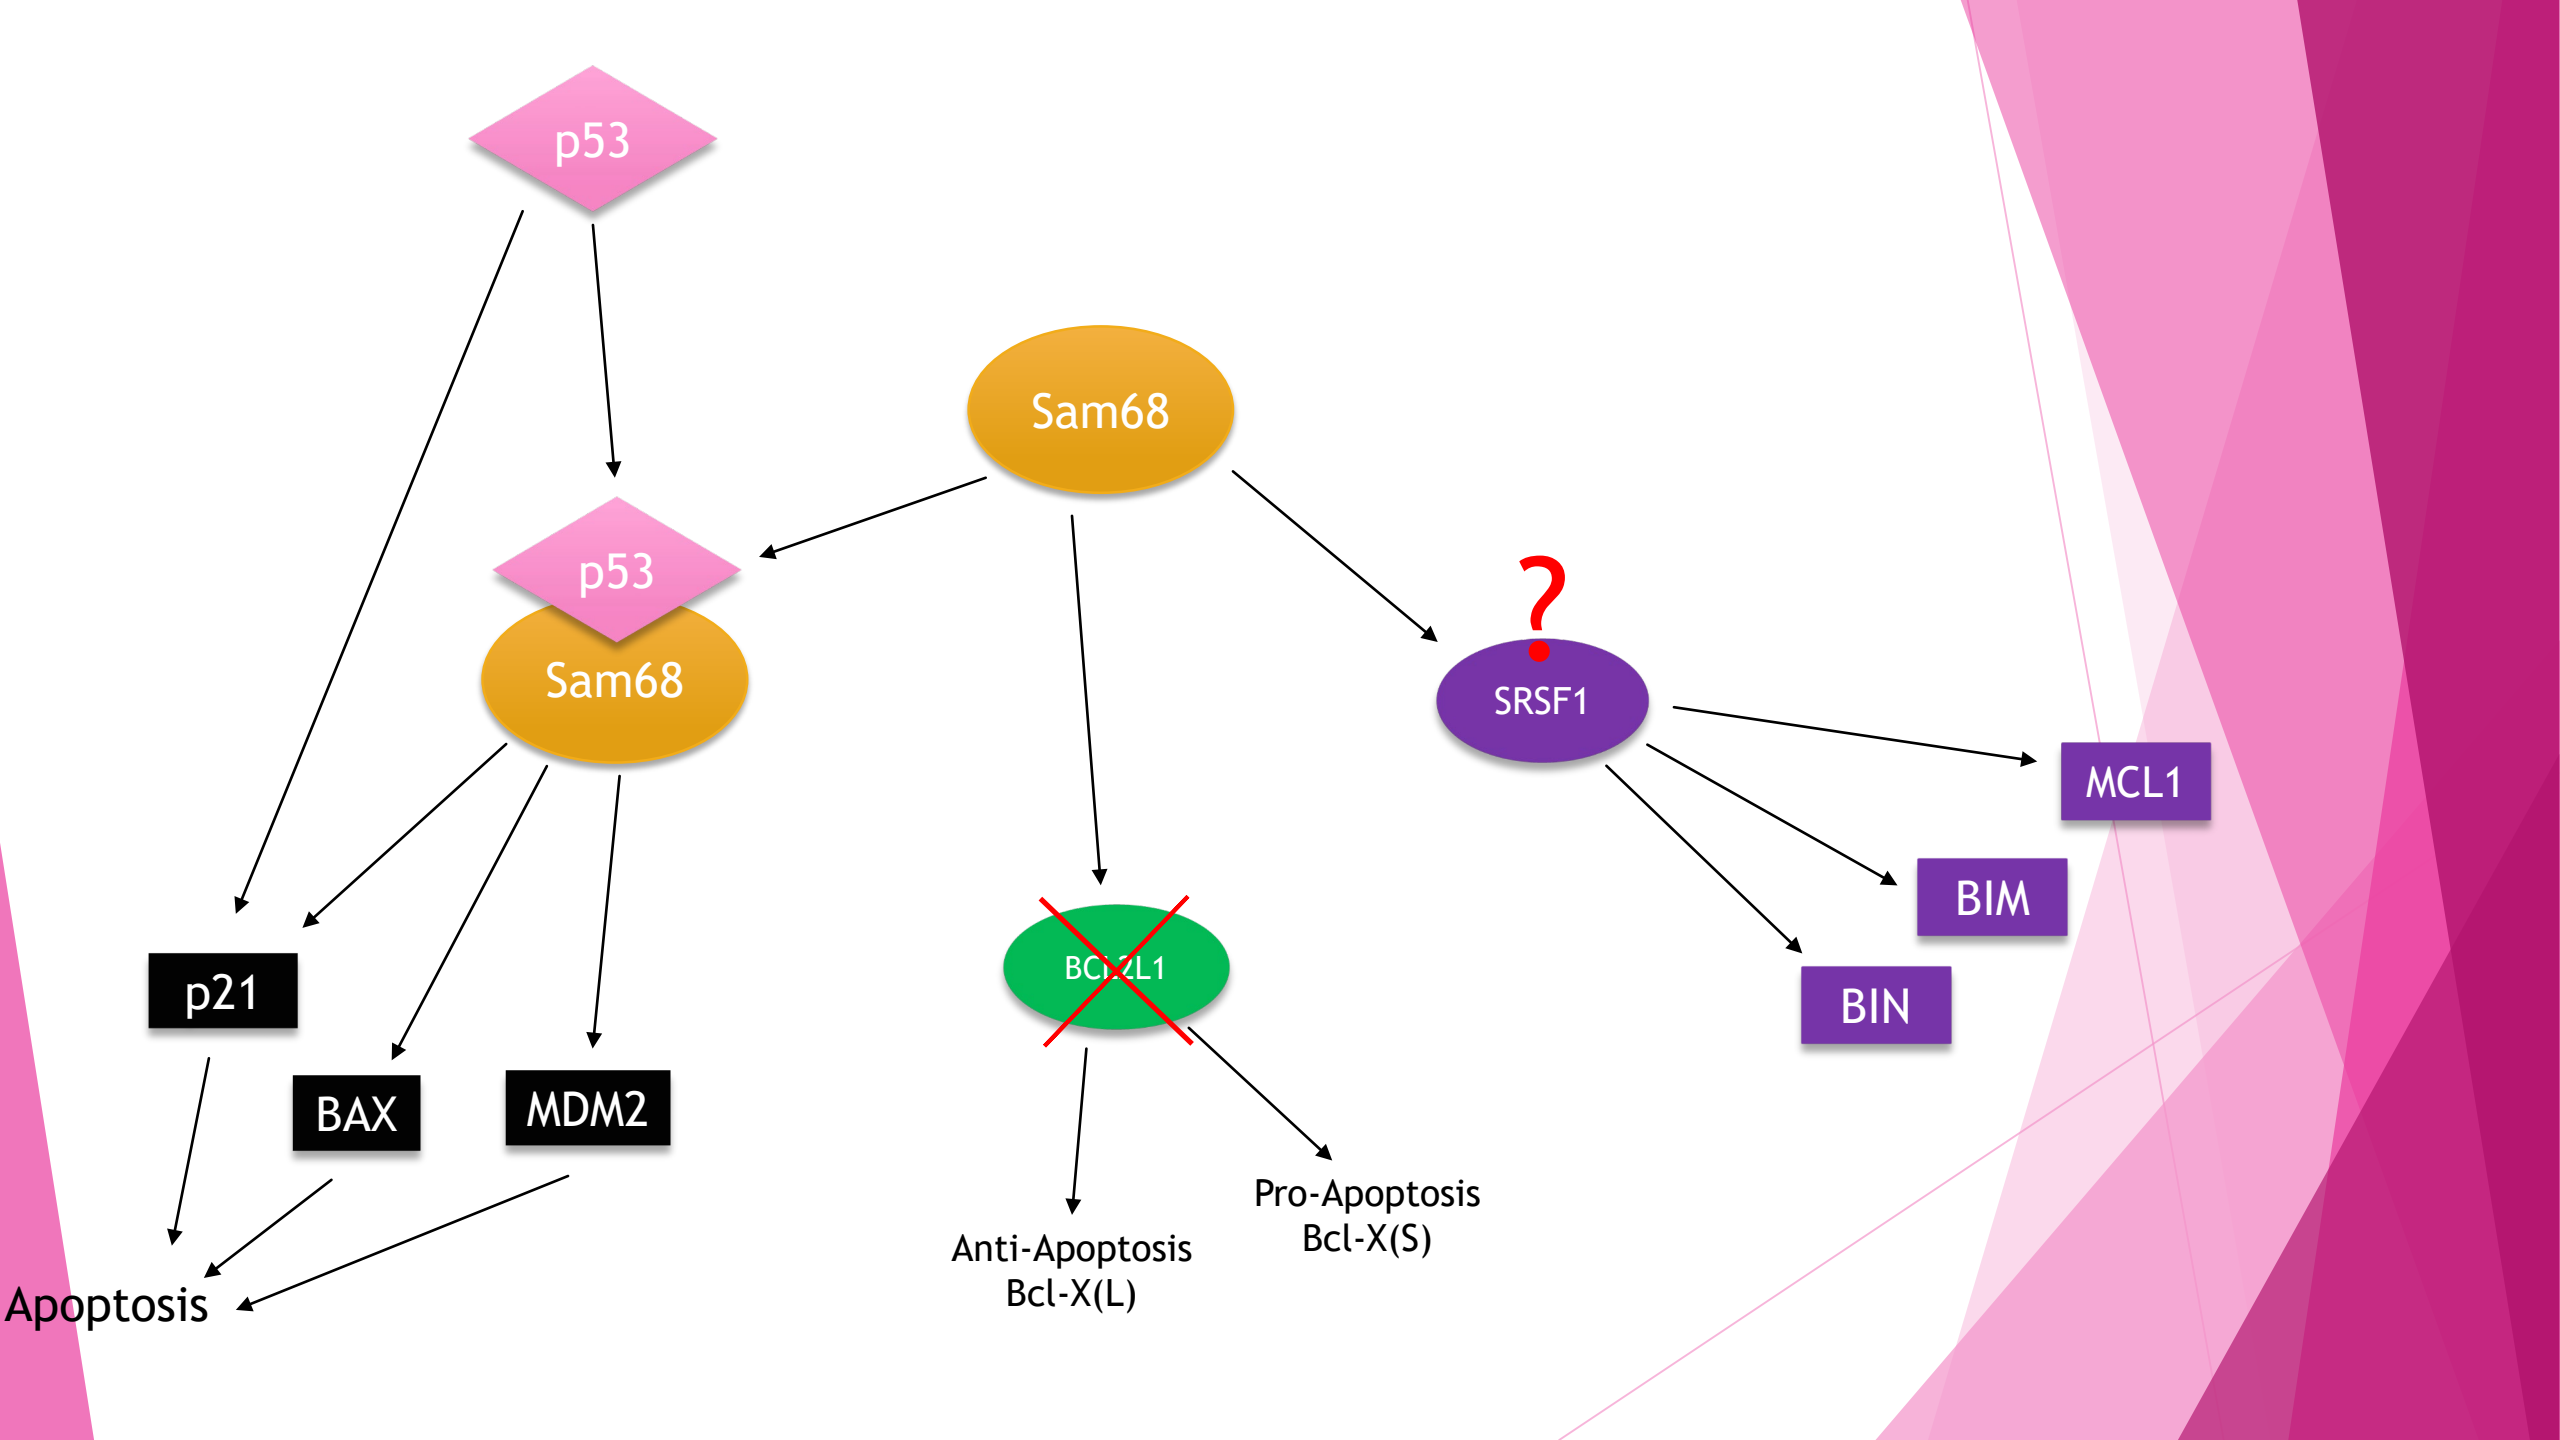 p53
Sam68
p53
Sam68
?
SRSF1
MCL1
BIM
BIN
BCL2L1
p21
BAX
MDM2
Pro-Apoptosis
Bcl-X(S)
Anti-Apoptosis
Bcl-X(L)
Apoptosis